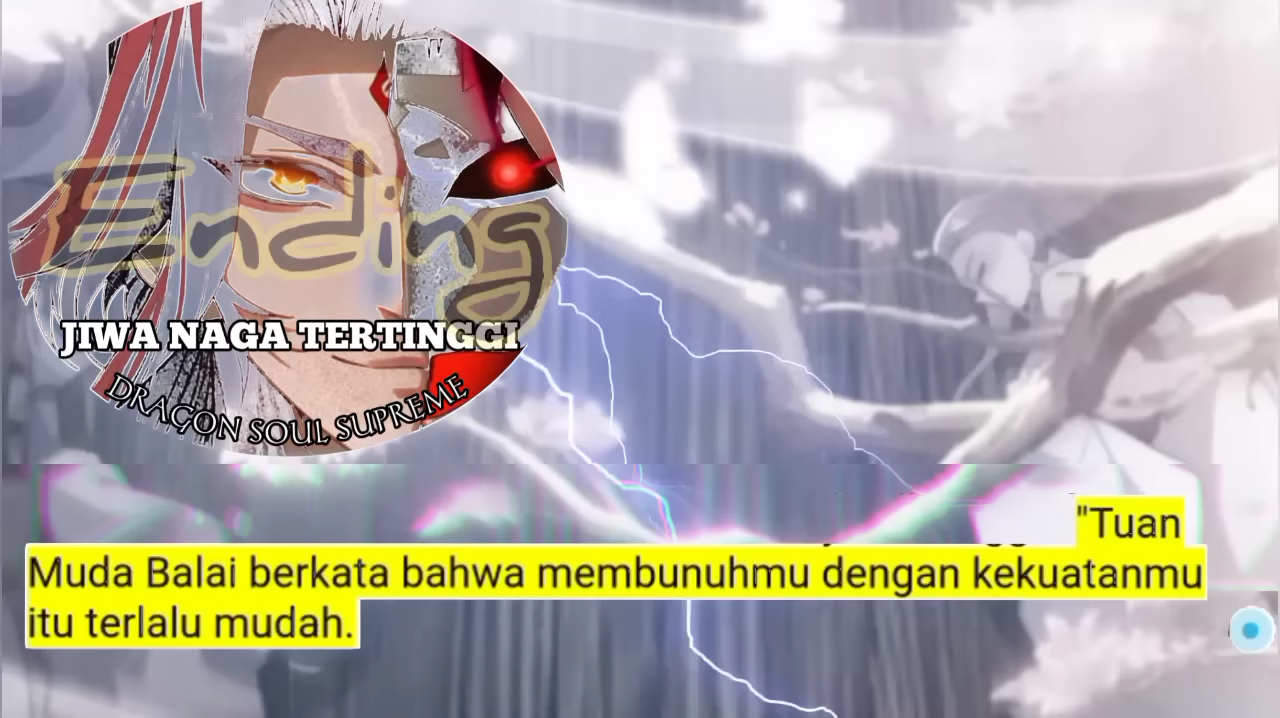 Ending
JIWA NAGA TERTINGGI
DRAGON SOUL SUPREME
"Tuan
Muda Balai berkata bahwa membunuhmu dengan kekuatanmu
itu terlalu mudah.